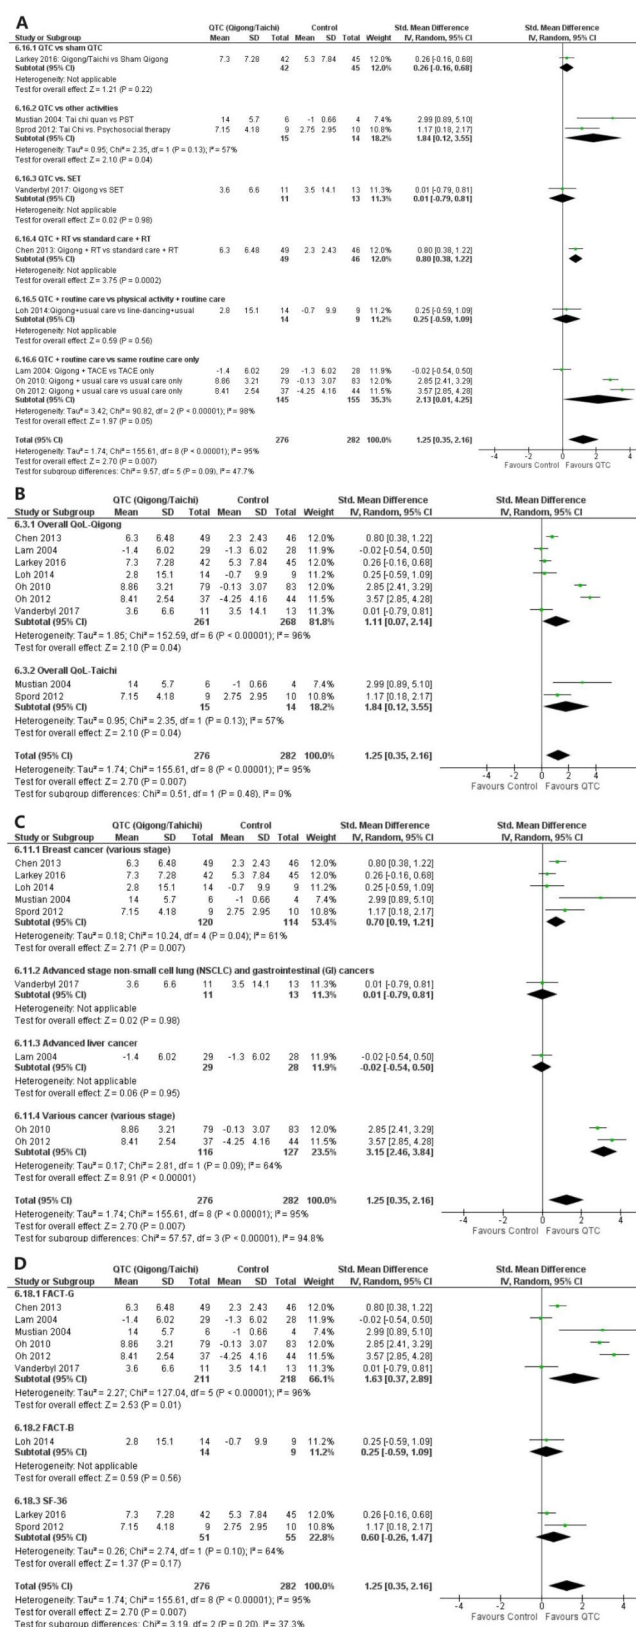 A
QTC (Qigong/Taichi) Control Std. Mean Difference Std. Mean Difference
Study or Subgroup Mean SD Total Mean SD Total Weight IV, Random, 95% CI IV, Random, 95% CI
6.16.1 QTC vs sham QTC
Larkey 2016: Qigong/Taichi vs Sham Qigong 7.3 7.28 42 5.3 7.84 45 12.0% 0.26 [-0.16, 0.68]
Subtotal (95% CI) 42 45 12.0% 0.26 [-0.16, 0.68]
Heterogeneity: Not applicable
Test for overall effect: Z = 1.21 (P = 0.22)
6.16.2 QTC vs other activities
Mustian 2004: Tai chi quan vs PST 14 5.7 6 -1 0.66 4 7.4% 2.99 [0.89, 5.10]
Sprod 2012: Tai Chi vs. Psychosocial therapy 7.15 4.18 9 2.75 2.95 10 10.8% 1.17 [0.18, 2.17]
Subtotal (95% CI) 15 14 18.2% 1.84 [0.12, 3.55]
Heterogeneity: Tau² = 0.95; Chi² = 2.35, df = 1 (P = 0.13); I² = 57%
Test for overall effect: Z = 2.10 (P = 0.04)
6.16.3 QTC vs. SET
Vanderbyl 2017: Qigong vs SET 3.6 6.6 11 3.5 14.1 13 11.3% 0.01 [-0.79, 0.81]
Subtotal (95% CI) 11 13 11.3% 0.01 [-0.79, 0.81]
Heterogeneity: Not applicable
Test for overall effect: Z = 0.02 (P = 0.98)
6.16.4 QTC + RT vs standard care + RT
Chen 2013: Qigong + RT vs standard care + RT 6.3 6.48 49 2.3 2.43 46 12.0% 0.80 [0.38, 1.22]
Subtotal (95% CI) 49 46 12.0% 0.80 [0.38, 1.22]
Heterogeneity: Not applicable
Test for overall effect: Z = 3.75 (P = 0.0002)
6.16.5 QTC + routine care vs physical activity + routine care
Loh 2014:Qigong+usual care vs line-dancing+usual 2.8 15.1 14 -0.7 9.9 9 11.2% 0.25 [-0.59, 1.09]
Subtotal (95% CI) 14 9 11.2% 0.25 [-0.59, 1.09]
Heterogeneity: Not applicable
Test for overall effect: Z = 0.59 (P = 0.56)
6.16.6 QTC + routine care vs same routine care only
Lam 2004: Qigong + TACE vs TACE only -1.4 6.02 29 -1.3 6.02 28 11.9% -0.02 [-0.54, 0.50]
Oh 2010: Qigong + usual care vs usual care only 8.86 3.21 79 -0.13 3.07 83 12.0% 2.85 [2.41, 3.29]
Oh 2012: Qigong + usual care vs usual care only 8.41 2.54 37 -4.25 4.16 44 11.5% 3.57 [2.85, 4.28]
Subtotal (95% CI) 145 155 35.3% 2.13 [0.01, 4.25]
Heterogeneity: Tau² = 3.42; Chi² = 90.82, df = 2 (P < 0.00001); I² = 98%
Test for overall effect: Z = 1.97 (P = 0.05)
Total (95% CI) 276 282 100.0% 1.25 [0.35, 2.16]
Heterogeneity: Tau² = 1.74; Chi² = 155.61, df = 8 (P < 0.00001); I² = 95%
Test for overall effect: Z = 2.70 (P = 0.007)
Test for subgroup differences: Chi² = 9.57, df = 5 (P = 0.09), I² = 47.7%
-4 -2 0 2 4
Favours Control Favours QTC
B
QTC (Qigong/Taichi) Control Std. Mean Difference Std. Mean Difference
Study or Subgroup Mean SD Total Mean SD Total Weight IV, Random, 95% CI IV, Random, 95% CI
6.3.1 Overall QoL-Qigong
Chen 2013 6.3 6.48 49 2.3 2.43 46 12.0% 0.80 [0.38, 1.22]
Lam 2004 -1.4 6.02 29 -1.3 6.02 28 11.9% -0.02 [-0.54, 0.50]
Larkey 2016 7.3 7.28 42 5.3 7.84 45 12.0% 0.26 [-0.16, 0.68]
Loh 2014 2.8 15.1 14 -0.7 9.9 9 11.2% 0.25 [-0.59, 1.09]
Oh 2010 8.86 3.21 79 -0.13 3.07 83 12.0% 2.85 [2.41, 3.29]
Oh 2012 8.41 2.54 37 -4.25 4.16 44 11.5% 3.57 [2.85, 4.28]
Vanderbyl 2017 3.6 6.6 11 3.5 14.1 13 11.3% 0.01 [-0.79, 0.81]
Subtotal (95% CI) 261 268 81.8% 1.11 [0.07, 2.14]
Heterogeneity: Tau² = 1.85; Chi² = 152.59, df = 6 (P < 0.00001); I² = 96%
Test for overall effect: Z = 2.10 (P = 0.04)
6.3.2 Overall QoL-Taichi
Mustian 2004 14 5.7 6 -1 0.66 4 7.4% 2.99 [0.89, 5.10]
Spord 2012 7.15 4.18 9 2.75 2.95 10 10.8% 1.17 [0.18, 2.17]
Subtotal (95% CI) 15 14 18.2% 1.84 [0.12, 3.55]
Heterogeneity: Tau² = 0.95; Chi² = 2.35, df = 1 (P = 0.13); I² = 57%
Test for overall effect: Z = 2.10 (P = 0.04)
Total (95% CI) 276 282 100.0% 1.25 [0.35, 2.16]
Heterogeneity: Tau² = 1.74; Chi² = 155.61, df = 8 (P < 0.00001); I² = 95%
Test for overall effect: Z = 2.70 (P = 0.007)
Test for subgroup differences: Chi² = 0.51, df = 1 (P = 0.48), I² = 0%
-4 -2 0 2 4
Favours Control Favours QTC
C
QTC (Qigong/Tahichi) Control Std. Mean Difference Std. Mean Difference
Study or Subgroup Mean SD Total Mean SD Total Weight IV, Random, 95% CI IV, Random, 95% CI
6.11.1 Breast cancer (various stage)
Chen 2013 6.3 6.48 49 2.3 2.43 46 12.0% 0.80 [0.38, 1.22]
Larkey 2016 7.3 7.28 42 5.3 7.84 45 12.0% 0.26 [-0.16, 0.68]
Loh 2014 2.8 15.1 14 -0.7 9.9 9 11.2% 0.25 [-0.59, 1.09]
Mustian 2004 14 5.7 6 -1 0.66 4 7.4% 2.99 [0.89, 5.10]
Spord 2012 7.15 4.18 9 2.75 2.95 10 10.8% 1.17 [0.18, 2.17]
Subtotal (95% CI) 120 114 53.4% 0.70 [0.19, 1.21]
Heterogeneity: Tau² = 0.18; Chi² = 10.24, df = 4 (P = 0.04); I² = 61%
Test for overall effect: Z = 2.71 (P = 0.007)
6.11.2 Advanced stage non-small cell lung (NSCLC) and gastrointestinal (GI) cancers
Vanderbyl 2017 3.6 6.6 11 3.5 14.1 13 11.3% 0.01 [-0.79, 0.81]
Subtotal (95% CI) 11 13 11.3% 0.01 [-0.79, 0.81]
Heterogeneity: Not applicable
Test for overall effect: Z = 0.02 (P = 0.98)
6.11.3 Advanced liver cancer
Lam 2004 -1.4 6.02 29 -1.3 6.02 28 11.9% -0.02 [-0.54, 0.50]
Subtotal (95% CI) 29 28 11.9% -0.02 [-0.54, 0.50]
Heterogeneity: Not applicable
Test for overall effect: Z = 0.06 (P = 0.95)
6.11.4 Various cancer (various stage)
Oh 2010 8.86 3.21 79 -0.13 3.07 83 12.0% 2.85 [2.41, 3.29]
Oh 2012 8.41 2.54 37 -4.25 4.16 44 11.5% 3.57 [2.85, 4.28]
Subtotal (95% CI) 116 127 23.5% 3.15 [2.46, 3.84]
Heterogeneity: Tau² = 0.17; Chi² = 2.81, df = 1 (P = 0.09); I² = 64%
Test for overall effect: Z = 8.91 (P < 0.00001)
Total (95% CI) 276 282 100.0% 1.25 [0.35, 2.16]
Heterogeneity: Tau² = 1.74; Chi² = 155.61, df = 8 (P < 0.00001); I² = 95%
Test for overall effect: Z = 2.70 (P = 0.007)
Test for subgroup differences: Chi² = 57.57, df = 3 (P < 0.00001), I² = 94.8%
-4 -2 0 2 4
Favours Control Favours QTC
D
QTC (Qigong/Taichi) Control Std. Mean Difference Std. Mean Difference
Study or Subgroup Mean SD Total Mean SD Total Weight IV, Random, 95% CI IV, Random, 95% CI
6.18.1 FACT-G
Chen 2013 6.3 6.48 49 2.3 2.43 46 12.0% 0.80 [0.38, 1.22]
Lam 2004 -1.4 6.02 29 -1.3 6.02 28 11.9% -0.02 [-0.54, 0.50]
Mustian 2004 14 5.7 6 -1 0.66 4 7.4% 2.99 [0.89, 5.10]
Oh 2010 8.86 3.21 79 -0.13 3.07 83 12.0% 2.85 [2.41, 3.29]
Oh 2012 8.41 2.54 37 -4.25 4.16 44 11.5% 3.57 [2.85, 4.28]
Vanderbyl 2017 3.6 6.6 11 3.5 14.1 13 11.3% 0.01 [-0.79, 0.81]
Subtotal (95% CI) 211 218 66.1% 1.63 [0.37, 2.89]
Heterogeneity: Tau² = 2.27; Chi² = 127.04, df = 5 (P < 0.00001); I² = 96%
Test for overall effect: Z = 2.53 (P = 0.01)
6.18.2 FACT-B
Loh 2014 2.8 15.1 14 -0.7 9.9 9 11.2% 0.25 [-0.59, 1.09]
Subtotal (95% CI) 14 9 11.2% 0.25 [-0.59, 1.09]
Heterogeneity: Not applicable
Test for overall effect: Z = 0.59 (P = 0.56)
6.18.3 SF-36
Larkey 2016 7.3 7.28 42 5.3 7.84 45 12.0% 0.26 [-0.16, 0.68]
Spord 2012 7.15 4.18 9 2.75 2.95 10 10.8% 1.17 [0.18, 2.17]
Subtotal (95% CI) 51 55 22.8% 0.60 [-0.26, 1.47]
Heterogeneity: Tau² = 0.26; Chi² = 2.74, df = 1 (P = 0.10); I² = 64%
Test for overall effect: Z = 1.37 (P = 0.17)
Total (95% CI) 276 282 100.0% 1.25 [0.35, 2.16]
Heterogeneity: Tau² = 1.74; Chi² = 155.61, df = 8 (P < 0.00001); I² = 95%
Test for overall effect: Z = 2.70 (P = 0.007)
Test for subgroup differences: Chi² = 3.19, df = 2 (P = 0.20), I² = 37.3%
-4 -2 0 2 4
Favours Control Favours QTC